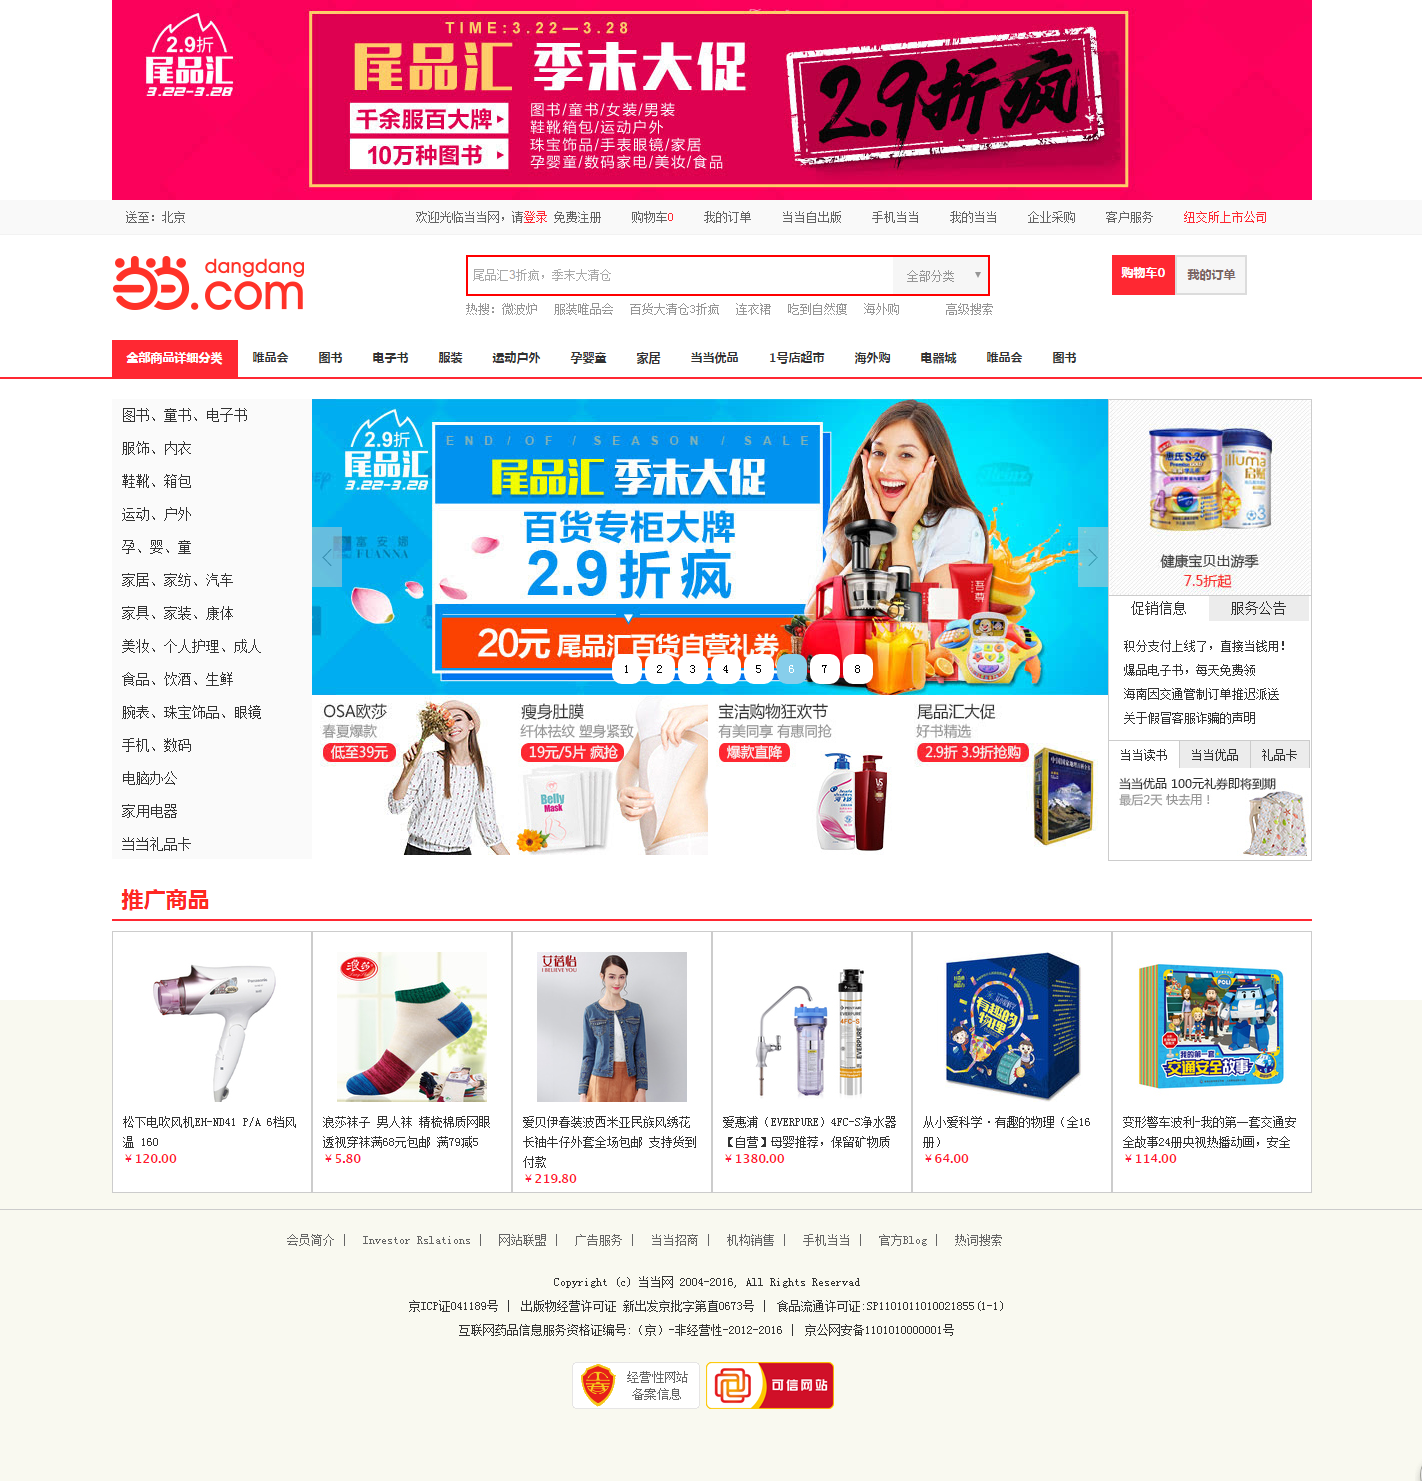 2.9折
尾品汇
3.22-3.28
TIME:3.22—3.28
尾品汇 季末大促
千余服百大牌
10万种图书
图书/童书/女装/男装
鞋靴箱包/运动户外
珠宝饰品/手表眼镜/家居
孕婴童/数码家电/美妆/食品
2.9折疯
送至：北京
欢迎光临当当网，请登录 免费注册 购物车0 我的订单 当当自出版 手机当当 我的当当 企业采购 客户服务 纽交所上市公司
当当.dangdang
.com
尾品汇3折疯，季末大清仓 全部分类
购物车0 我的订单
热搜：微波炉 服装唯品会 百货大清仓3折疯 连衣裙 吃到自然瘦 海外购 高级搜索
全部商品详细分类 唯品会 图书 电子书 服装 运动户外 孕婴童 家居 当当优品 1号店超市 海外购 电器城 唯品会 图书
图书、童书、电子书
服饰、内衣
鞋靴、箱包
运动、户外
孕、婴、童
家居、家纺、汽车
家具、家装、康体
美妆、个人护理、成人
食品、饮酒、生鲜
腕表、珠宝饰品、眼镜
手机、数码
电脑办公
家用电器
当当礼品卡
2.9折
尾品汇
3.22-3.28
END/OF/SEASON/SALE
尾品汇 季末大促
百货专柜大牌
2.9折疯
20元 尾品汇百货自营礼券
富安娜
FUANNA
1 2 3 4 5 6 7 8
OSA欧莎
春夏爆款
低至39元
瘦身肚膜
纤体祛纹 塑身紧致
19元/5片 疯抢
Belly
Mask
宝洁购物狂欢节
有美同享 有惠同抢
爆款直降
尾品汇大促
好书精选
2.9折 3.9折抢购
惠氏S-26
illuma
启赋
健康宝贝出游季
7.5折起
促销信息 服务公告
积分支付上线了，直接当钱用！
爆品电子书，每天免费领
海南因交通管制订单推迟派送
关于假冒客服诈骗的声明
当当读书 当当优品 礼品卡
当当优品 100元礼券即将到期
最后2天 快去用！
推广商品
浪莎
艾蓓怡
I BELIEVE YOU
EVERPURE
4FC-S
有趣的物理
POLI
我的第一套
交通安全故事
松下电吹风机EH-ND41 P/A 6档风
温 160
￥120.00
浪莎袜子 男人袜 精梳棉质网眼
透视穿袜满68元包邮 满79减5
￥5.80
爱贝伊春装波西米亚民族风绣花
长袖牛仔外套全场包邮 支持货到
付款
￥219.80
爱惠浦（EVERPURE）4FC-S净水器
【自营】母婴推荐，保留矿物质
￥1380.00
从小爱科学·有趣的物理（全16
册）
￥64.00
变形警车波利-我的第一套交通安
全故事24册央视热播动画，安全
￥114.00
会员简介 | Investor Rslations | 网站联盟 | 广告服务 | 当当招商 | 机构销售 | 手机当当 | 官方Blog | 热词搜索
Copyright (c) 当当网 2004-2016, All Rights Reservad
京ICP证041189号 | 出版物经营许可证 新出发京批字第直0673号 | 食品流通许可证:SP1101011010021855(1-1)
互联网药品信息服务资格证编号:（京）-非经营性-2012-2016 | 京公网安备1101010000001号
经营性网站
备案信息
可信网站